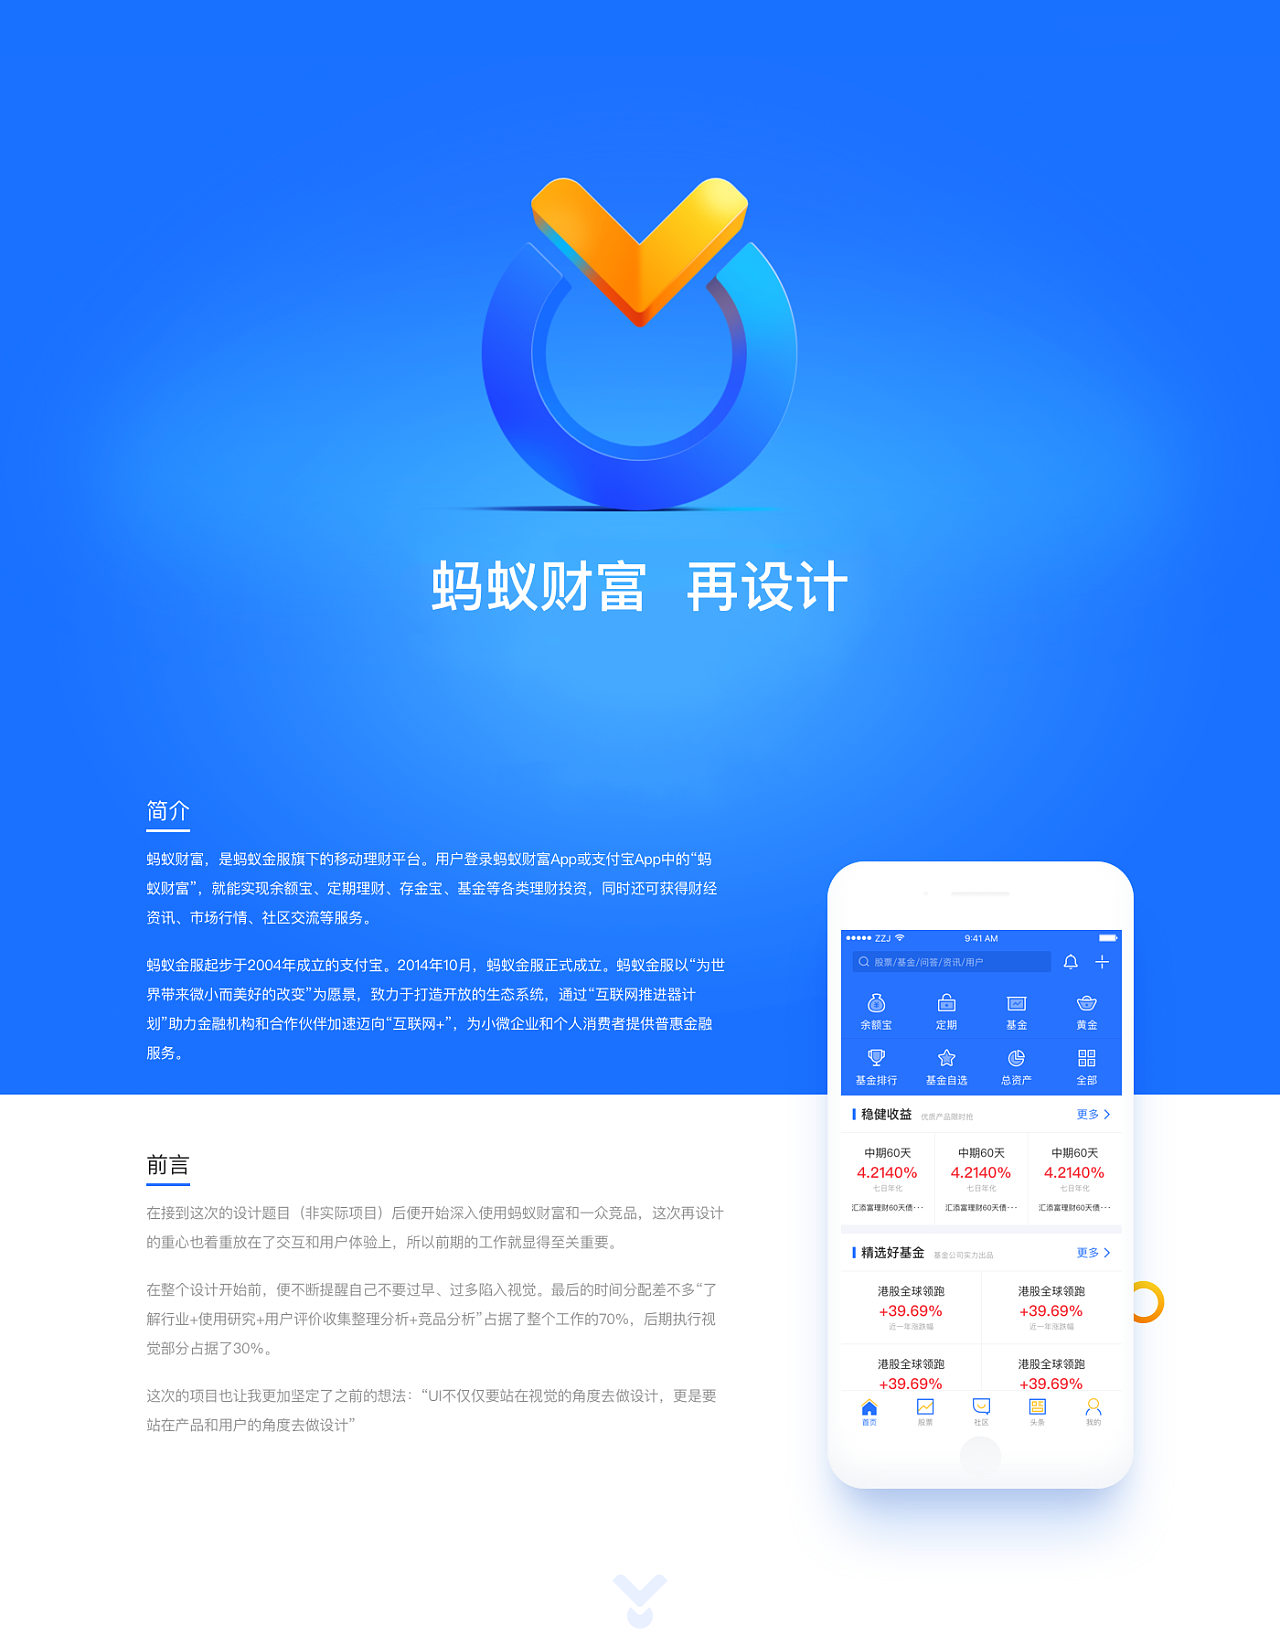 蚂蚁财富 再设计
简介
蚂蚁财富，是蚂蚁金服旗下的移动理财平台。用户登录蚂蚁财富App或支付宝App中的“蚂
蚁财富”，就能实现余额宝、定期理财、存金宝、基金等各类理财投资，同时还可获得财经
资讯、市场行情、社区交流等服务。
蚂蚁金服起步于2004年成立的支付宝。2014年10月，蚂蚁金服正式成立。蚂蚁金服以“为世
界带来微小而美好的改变”为愿景，致力于打造开放的生态系统，通过“互联网推进器计
划”助力金融机构和合作伙伴加速迈向“互联网+”，为小微企业和个人消费者提供普惠金融
服务。
前言
在接到这次的设计题目（非实际项目）后便开始深入使用蚂蚁财富和一众竞品，这次再设计
的重心也着重放在了交互和用户体验上，所以前期的工作就显得至关重要。
在整个设计开始前，便不断提醒自己不要过早、过多陷入视觉。最后的时间分配差不多“了
解行业+使用研究+用户评价收集整理分析+竞品分析”占据了整个工作的70%，后期执行视
觉部分占据了30%。
这次的项目也让我更加坚定了之前的想法：“UI不仅仅要站在视觉的角度去做设计，更是要
站在产品和用户的角度去做设计”
ZZJ 9:41 AM
股票/基金/问答/资讯/用户
余额宝 定期 基金 黄金
基金排行 基金自选 总资产 全部
稳健收益 优质产品限时抢 更多
中期60天 中期60天 中期60天
4.2140% 4.2140% 4.2140%
七日年化 七日年化 七日年化
汇添富理财60天债··· 汇添富理财60天债··· 汇添富理财60天债···
精选好基金 基金公司实力出品 更多
港股全球领跑 港股全球领跑
+39.69% +39.69%
近一年涨跌幅 近一年涨跌幅
港股全球领跑 港股全球领跑
+39.69% +39.69%
首页 股票 社区 头条 我的